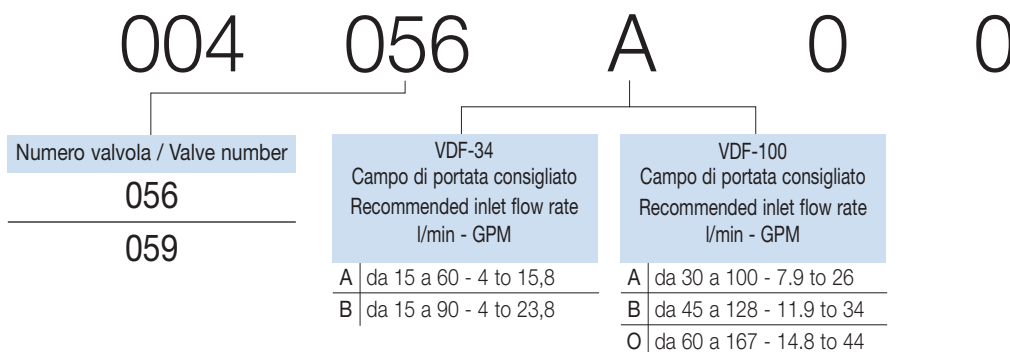 004 056 A 0 0
Numero valvola / Valve number
056
059
VDF-34
Campo di portata consigliato
Recommended inlet flow rate
l/min - GPM
A da 15 a 60 - 4 to 15,8
B da 15 a 90 - 4 to 23,8
VDF-100
Campo di portata consigliato
Recommended inlet flow rate
l/min - GPM
A da 30 a 100 - 7.9 to 26
B da 45 a 128 - 11.9 to 34
O da 60 a 167 - 14.8 to 44